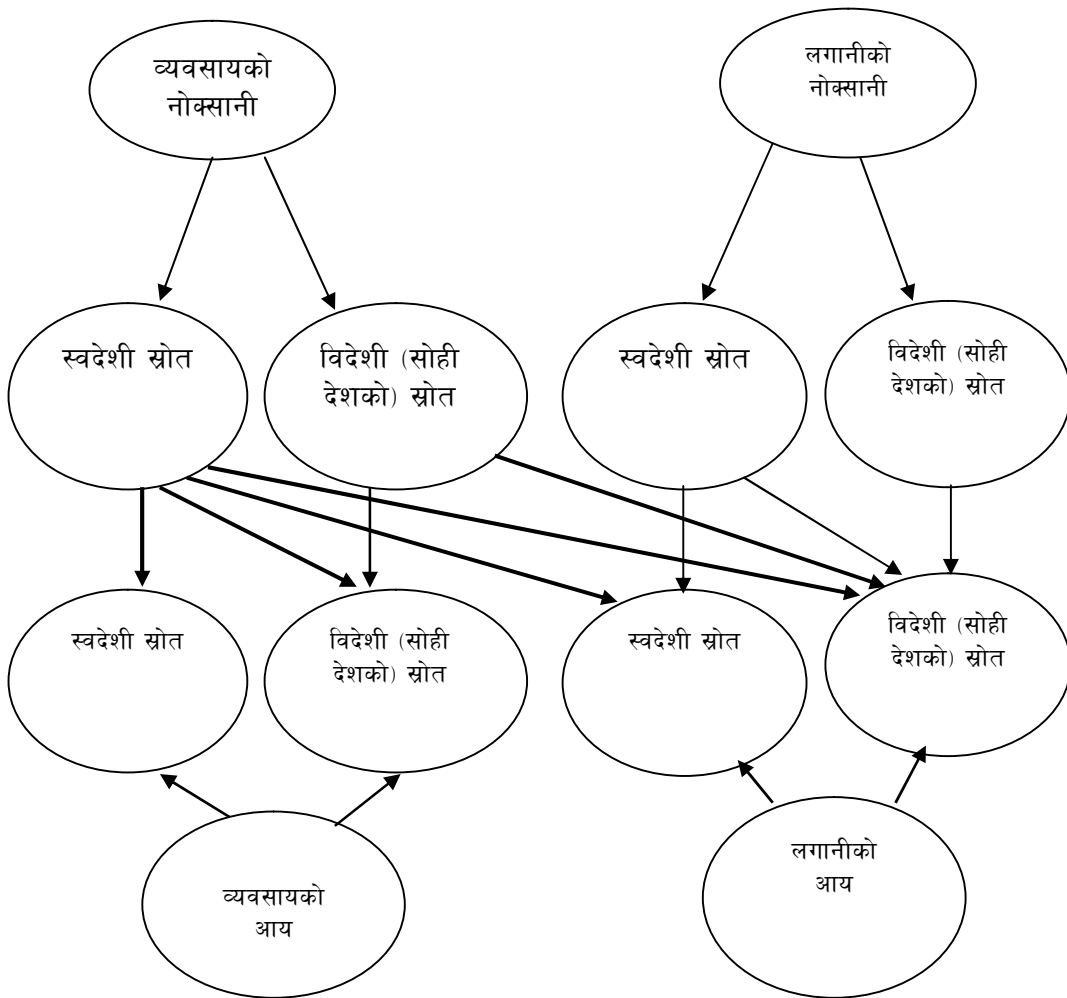 व्यवसायको
नोक्सानी
लगानीको
नोक्सानी
स्वदेशी स्रोत
विदेशी (सोही
देशको) स्रोत
स्वदेशी स्रोत
विदेशी (सोही
देशको) स्रोत
स्वदेशी स्रोत
विदेशी (सोही
देशको) स्रोत
स्वदेशी स्रोत
विदेशी (सोही
देशको) स्रोत
व्यवसायको
आय
लगानीको
आय